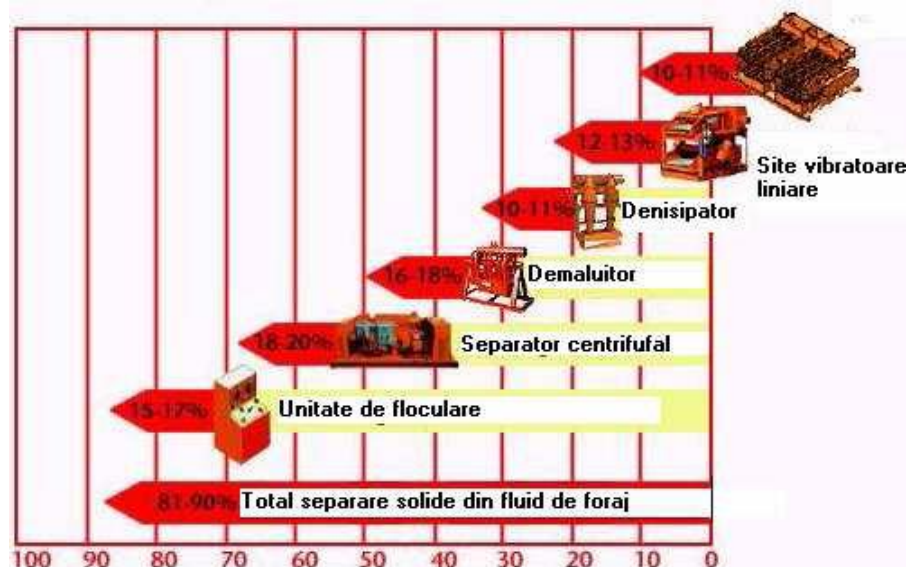 10-11%
12-13%
Site vibratoare
liniare
10-11%
Denisipator
16-18%
Demaluitor
18-20%
Separator centrifufal
15-17%
Unitate de floculare
81-90%
Total separare solide din fluid de foraj
100 90 80 70 60 50 40 30 20 10 0